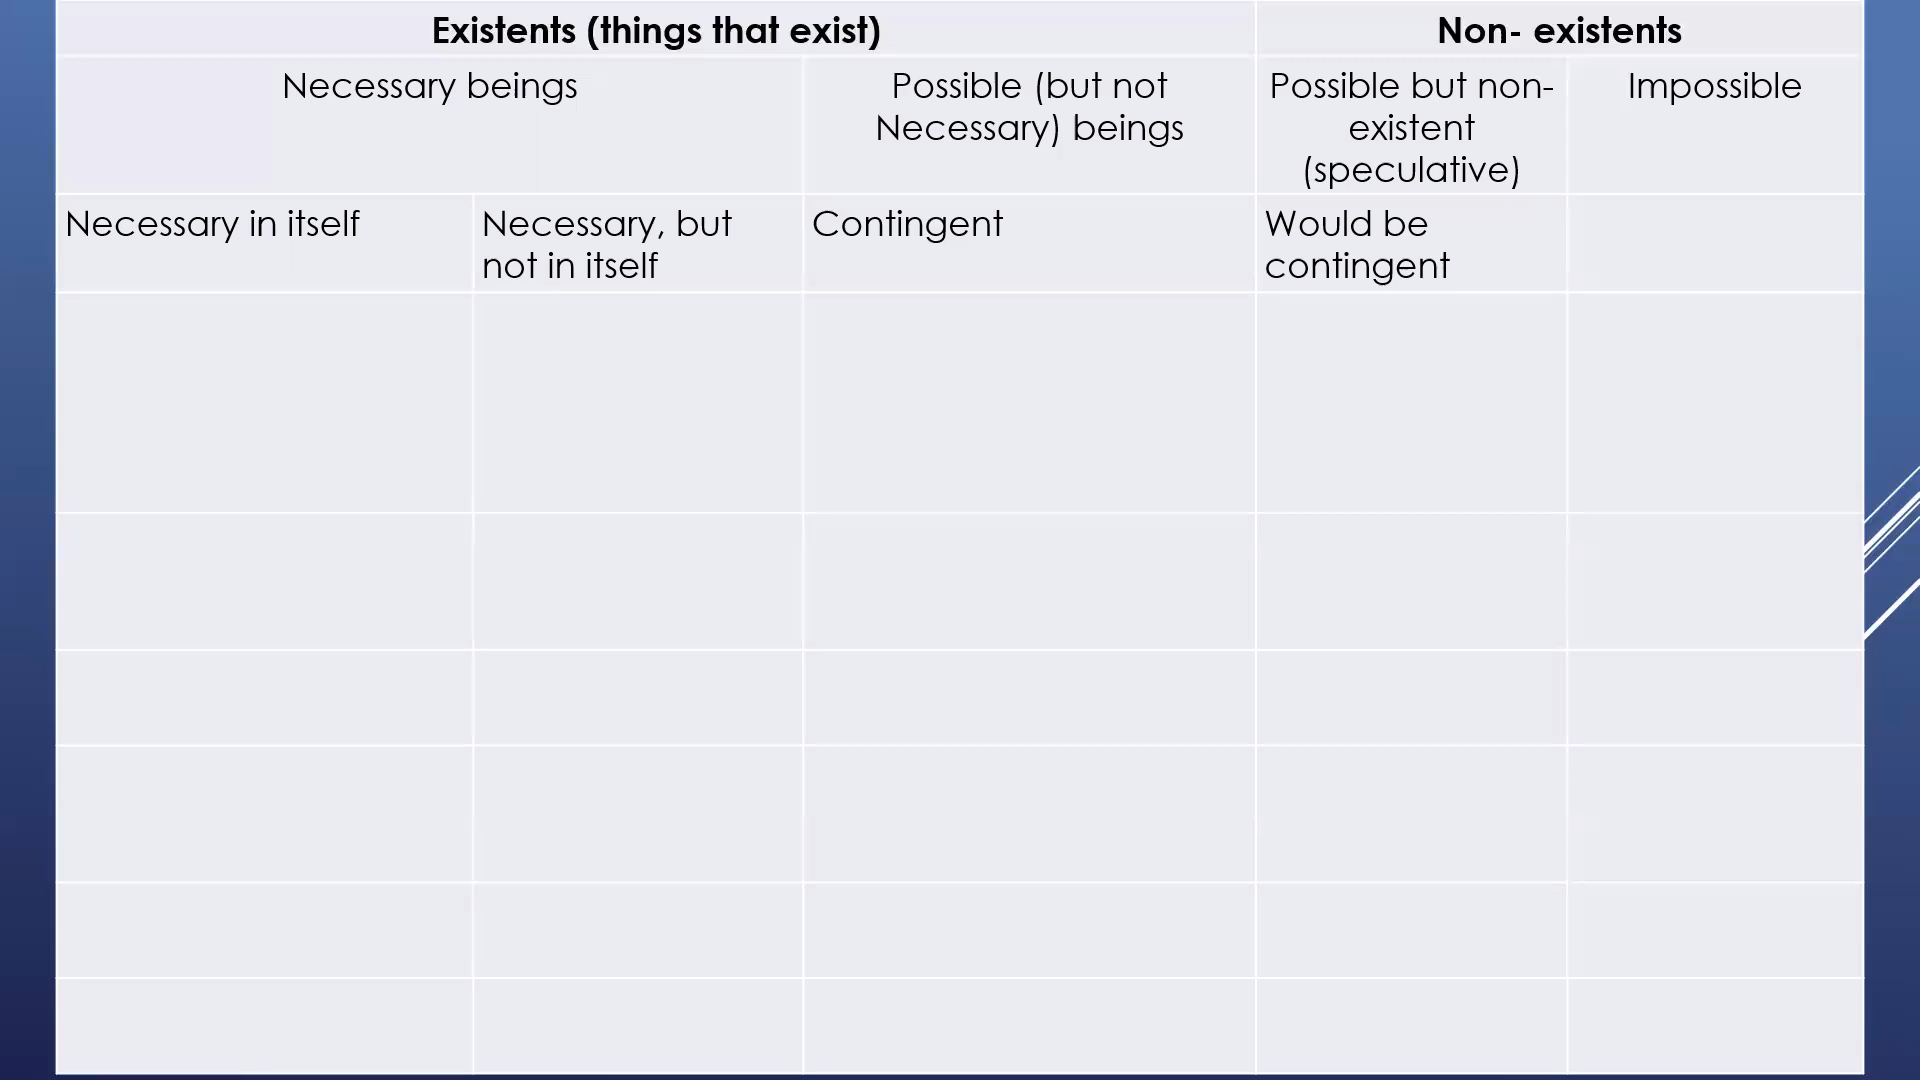 Existents (things that exist)
Non- existents
Necessary beings
Possible (but not
Necessary) beings
Possible but non-
existent
(speculative)
Impossible
Necessary in itself
Necessary, but
not in itself
Contingent
Would be
contingent